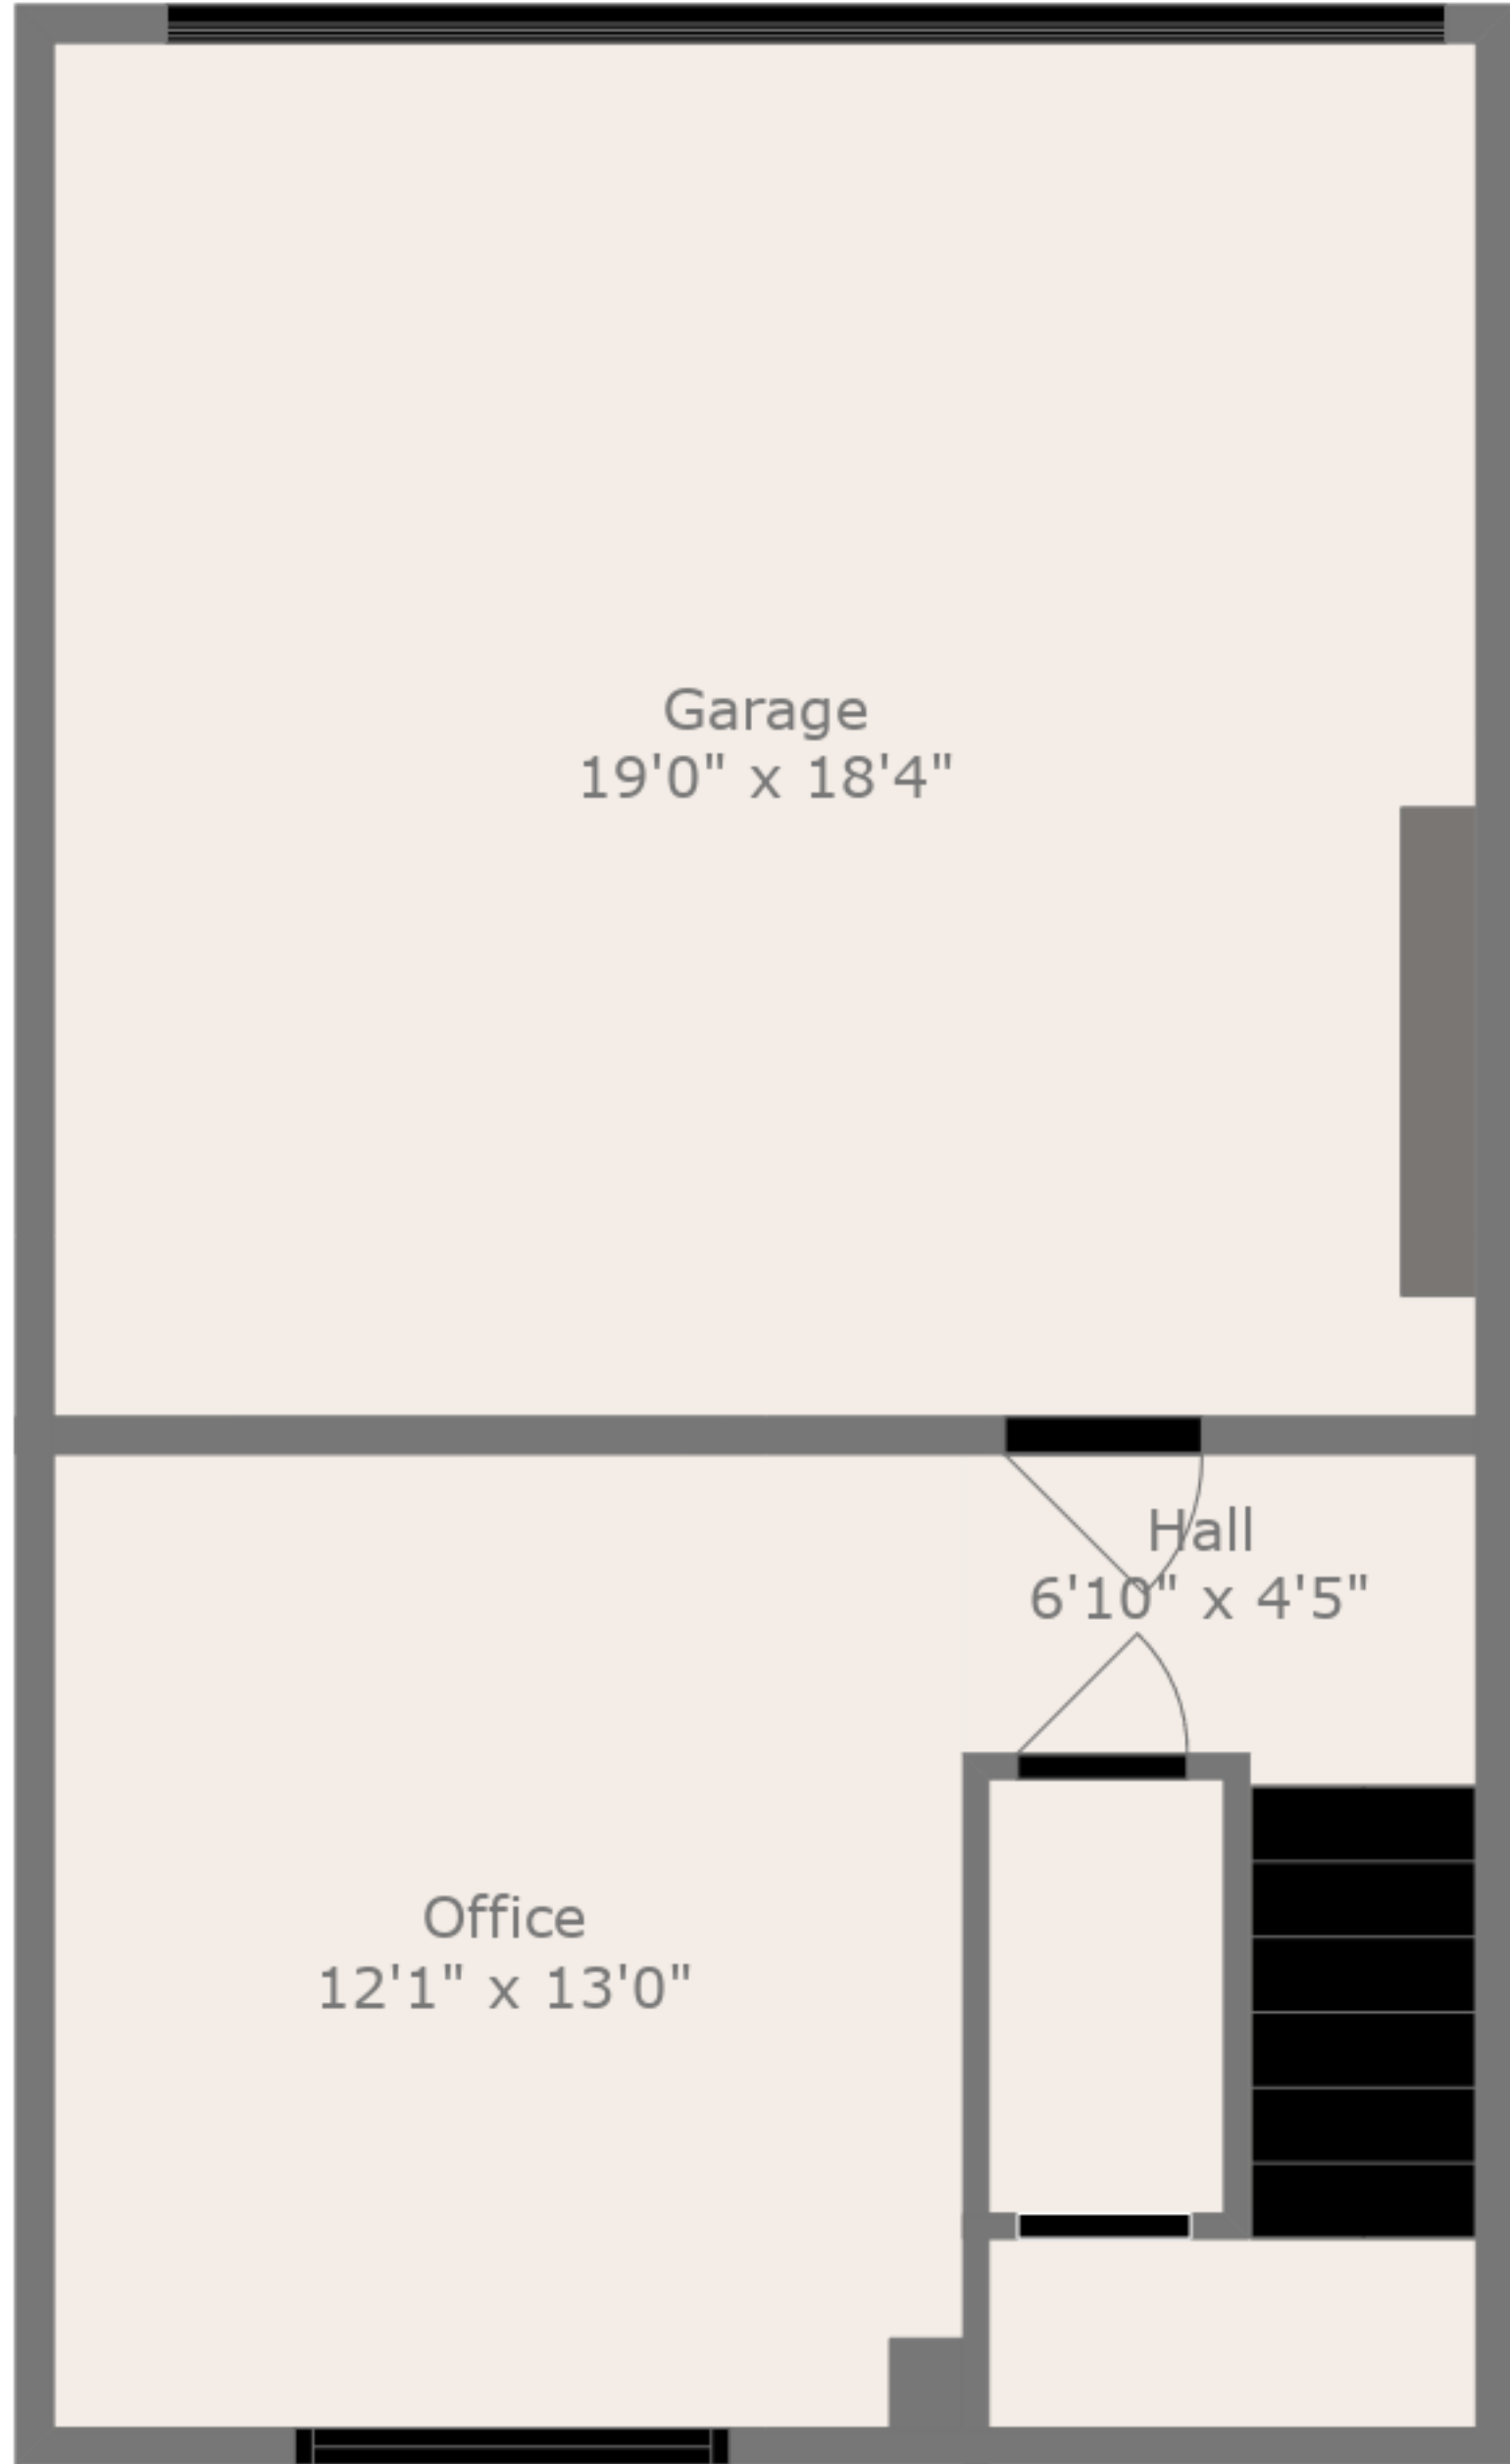 Garage
19'0" x 18'4"
Hall
6'10" x 4'5"
Office
12'1" x 13'0"